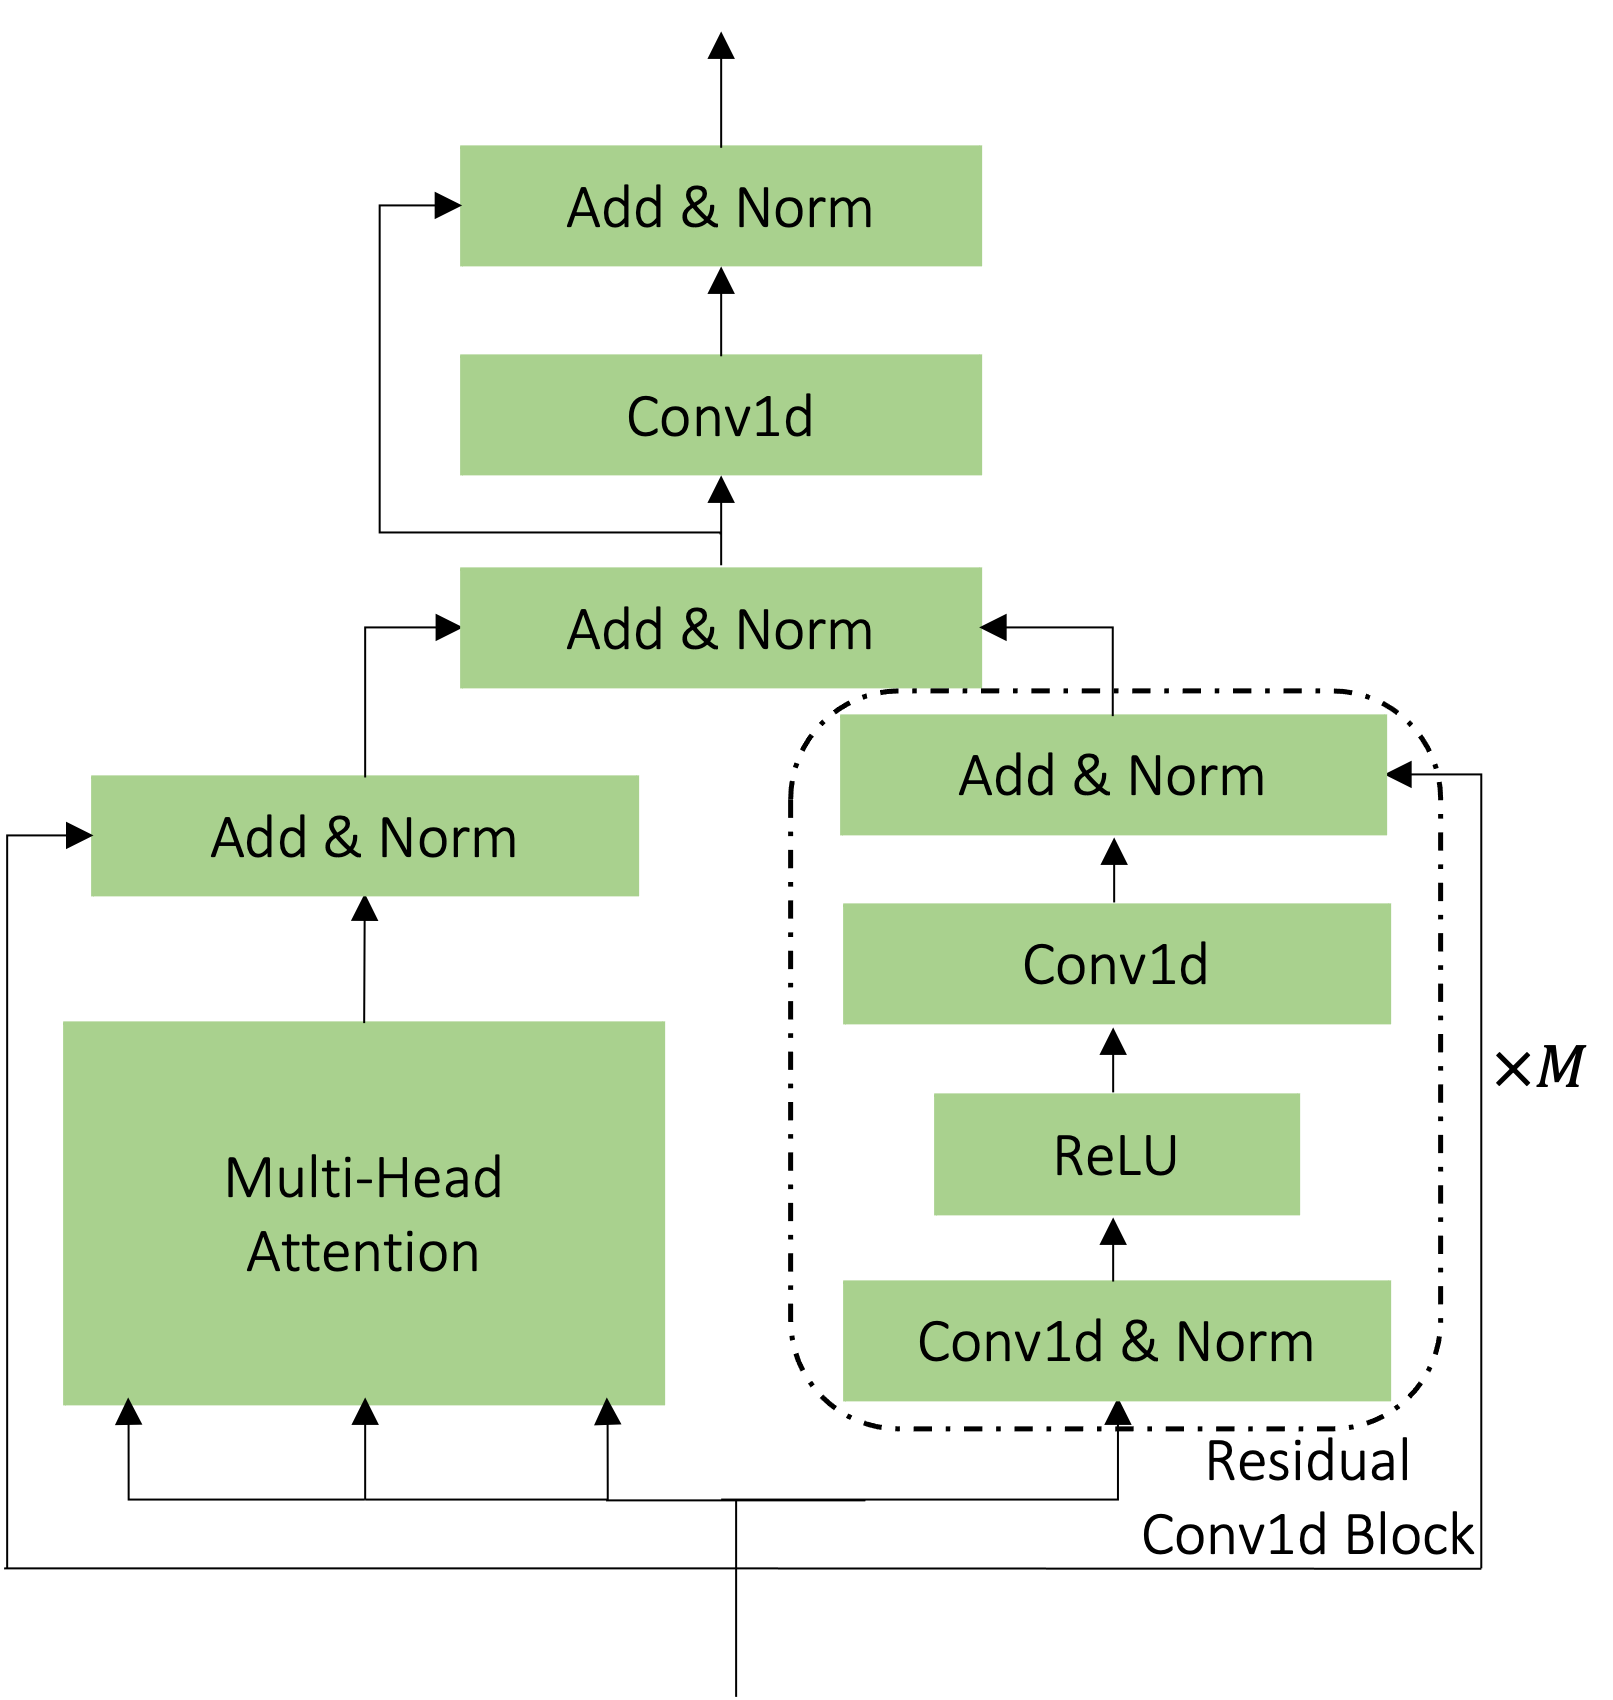 Add & Norm
Conv1d
Add & Norm
Add & Norm
Multi-Head
Attention
Add & Norm
Conv1d
ReLU
Conv1d & Norm
Residual
Conv1d Block
×M